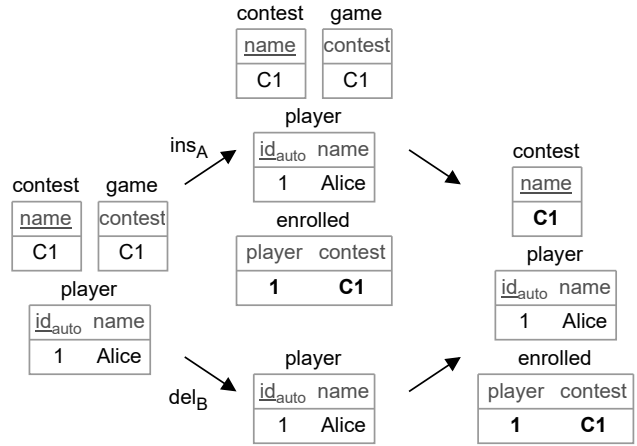 contest game
name contest
C1 C1
player
id_auto name
1 Alice
ins_A
contest game
name contest
C1 C1
player
id_auto name
1 Alice
enrolled
player contest
1 C1
del_B
player
id_auto name
1 Alice
contest
name
C1
player
id_auto name
1 Alice
enrolled
player contest
1 C1